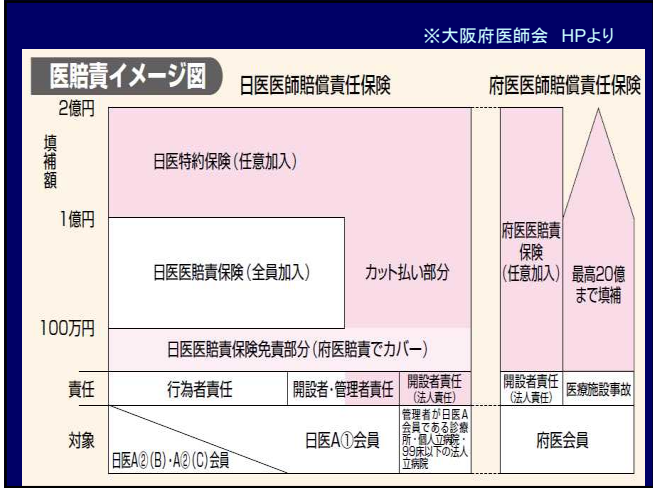 ※大阪府医師会　HPより
医賠責イメージ図
日医医師賠償責任保険
府医医師賠償責任保険
2億円
填補額
日医特約保険(任意加入)
1億円
日医医賠責保険(全員加入)
カット払い部分
府医医賠責
保険
(任意加入)
最高20億
まで填補
100万円
日医医賠責保険免責部分(府医賠責でカバー)
責任
行為者責任
開設者・管理者責任
開設者責任
(法人責任)
開設者責任
(法人責任)
医療施設事故
対象
日医A②(B)・A②(C)会員
日医A①会員
管理者が日医A
会員である診療
所・個人立病院・
99床以下の法人
立病院
府医会員